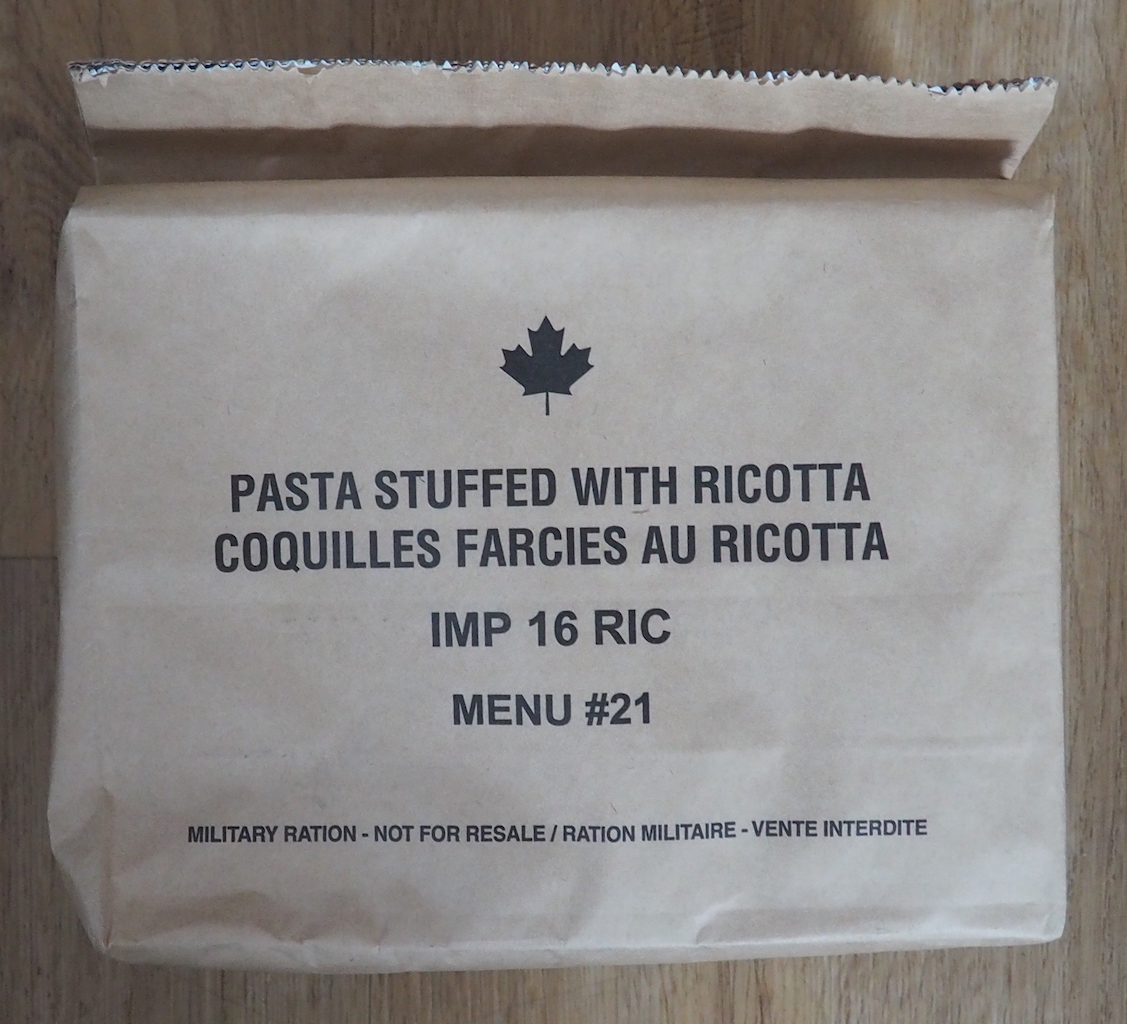 PASTA STUFFED WITH RICOTTA
COQUILLES FARCIES AU RICOTTA
IMP 16 RIC
MENU #21
MILITARY RATION - NOT FOR RESALE / RATION MILITAIRE - VENTE INTERDITE